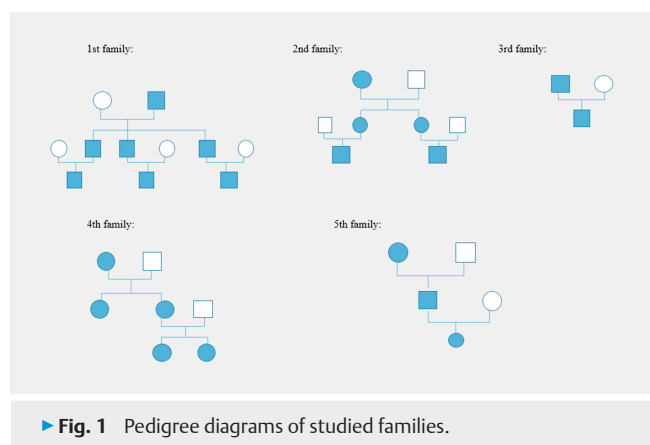 1st family:
2nd family:
3rd family:
4th family:
5th family:
▶ Fig. 1 Pedigree diagrams of studied families.